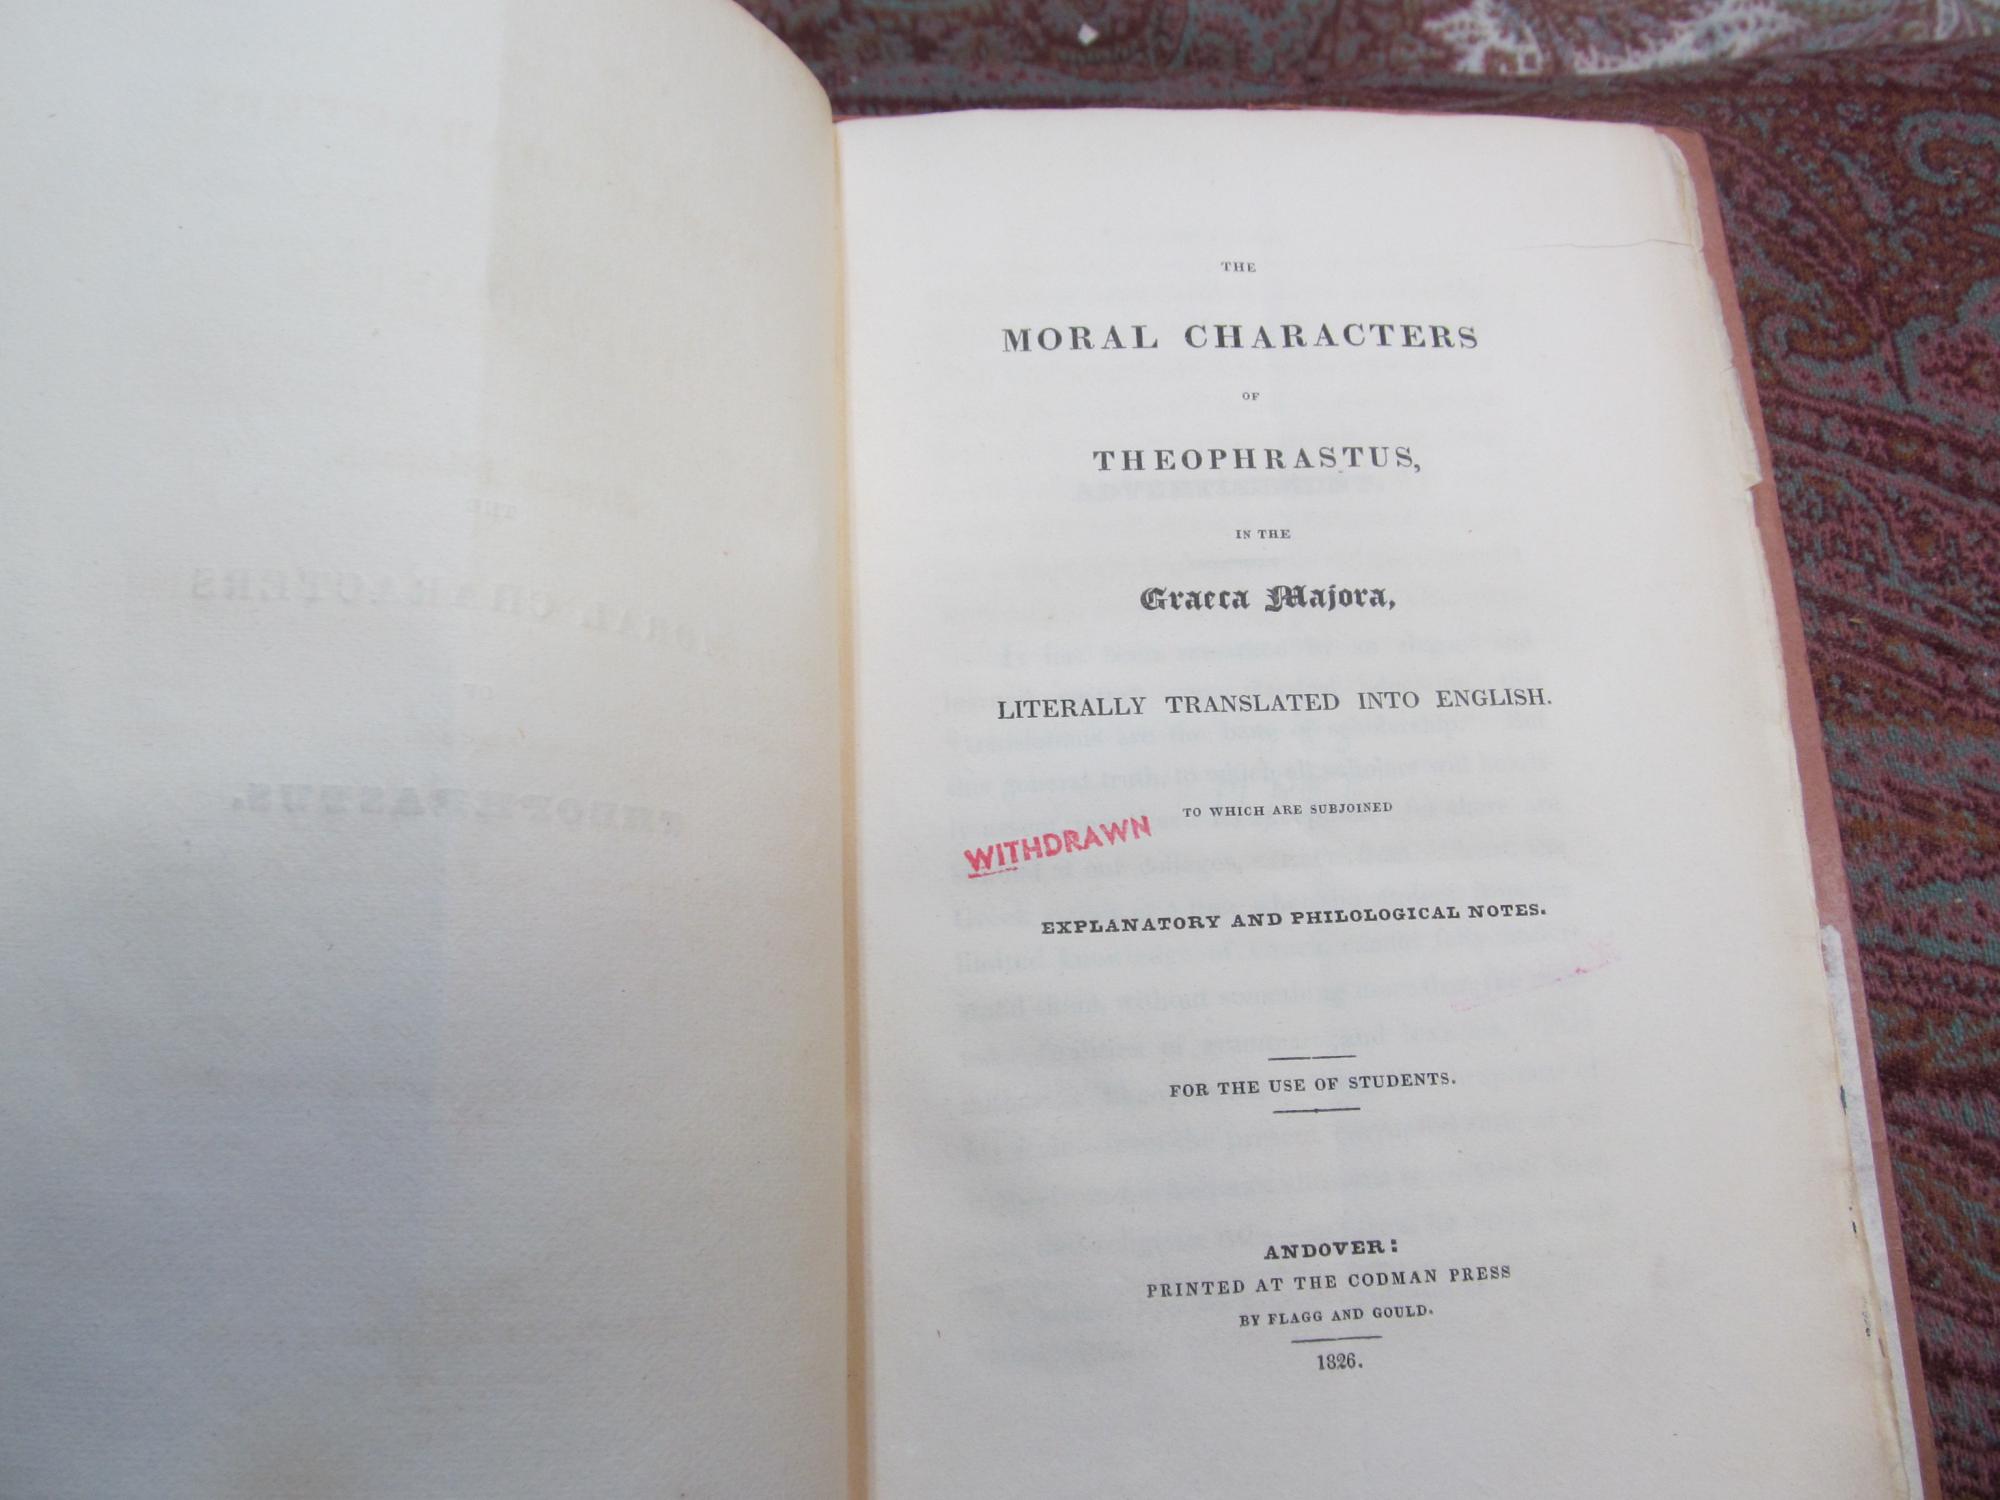 THE
MORAL CHARACTERS
OF
THEOPHRASTUS,
IN THE
Graeca Majora,
LITERALLY TRANSLATED INTO ENGLISH.
TO WHICH ARE SUBJOINED
WITHDRAWN
EXPLANATORY AND PHILOLOGICAL NOTES.
FOR THE USE OF STUDENTS.
ANDOVER:
PRINTED AT THE CODMAN PRESS
BY FLAGG AND GOULD.
1826.